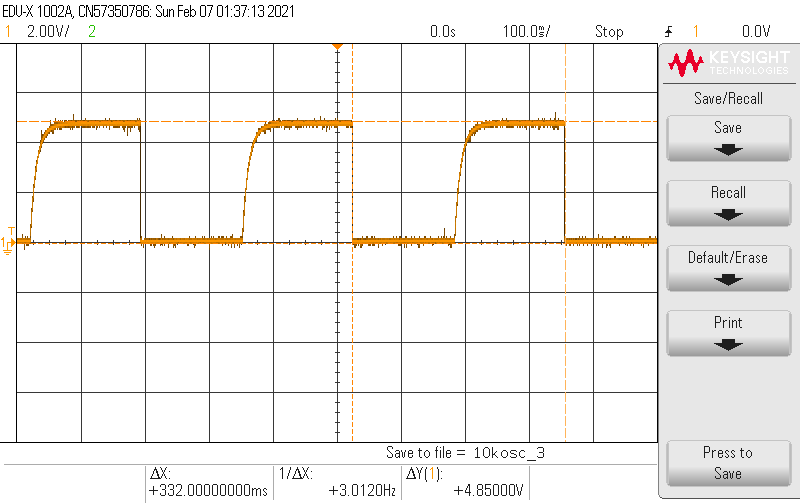 EDU-X 1002A, CN57350786: Sun Feb 07 01:37:13 2021
1 2.00V/ 2 0.0s 100.0ms/ Stop 1 0.0V
KEYSIGHT
TECHNOLOGIES
Save/Recall
Save
Recall
T
1
Default/Erase
Print
Save to file = 10kosc_3
Press to
Save
ΔX:
+332.00000000ms
1/ΔX:
+3.0120Hz
ΔY(1):
+4.85000V